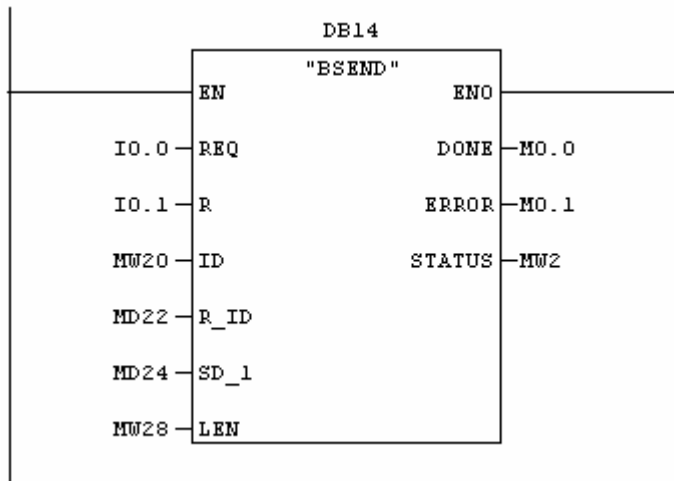 DB14
"BSEND"
EN ENO
I0.0 REQ DONE M0.0
I0.1 R ERROR M0.1
MW20 ID STATUS MW2
MD22 R_ID
MD24 SD_1
MW28 LEN